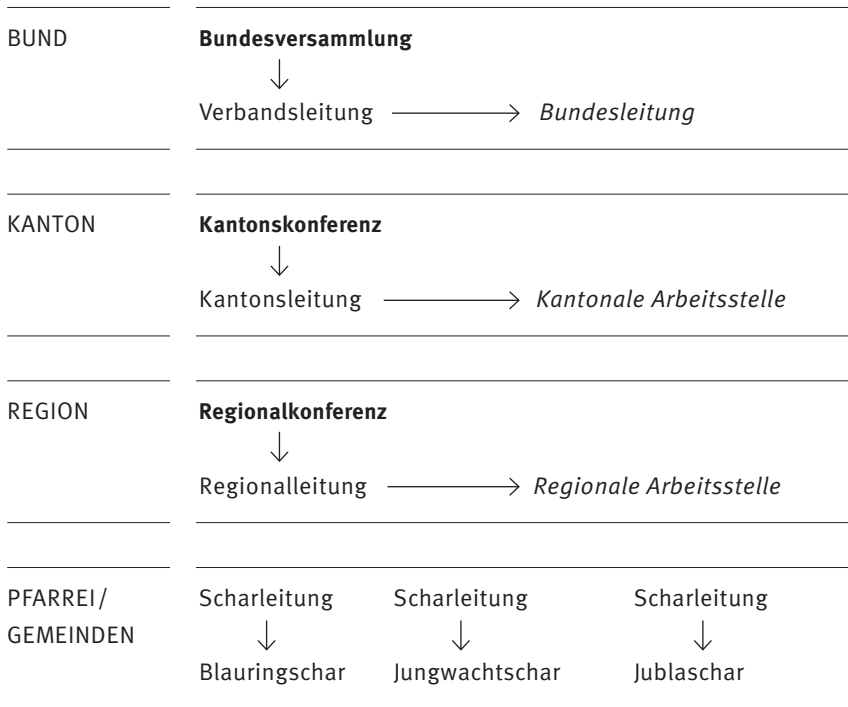 BUND
Bundesversammlung
Verbandsleitung Bundesleitung
KANTON
Kantonskonferenz
Kantonsleitung Kantonale Arbeitsstelle
REGION
Regionalkonferenz
Regionalleitung Regionale Arbeitsstelle
PFARREI/
GEMEINDEN
Scharleitung Scharleitung Scharleitung
Blauringschar Jungwachtschar Jublaschar